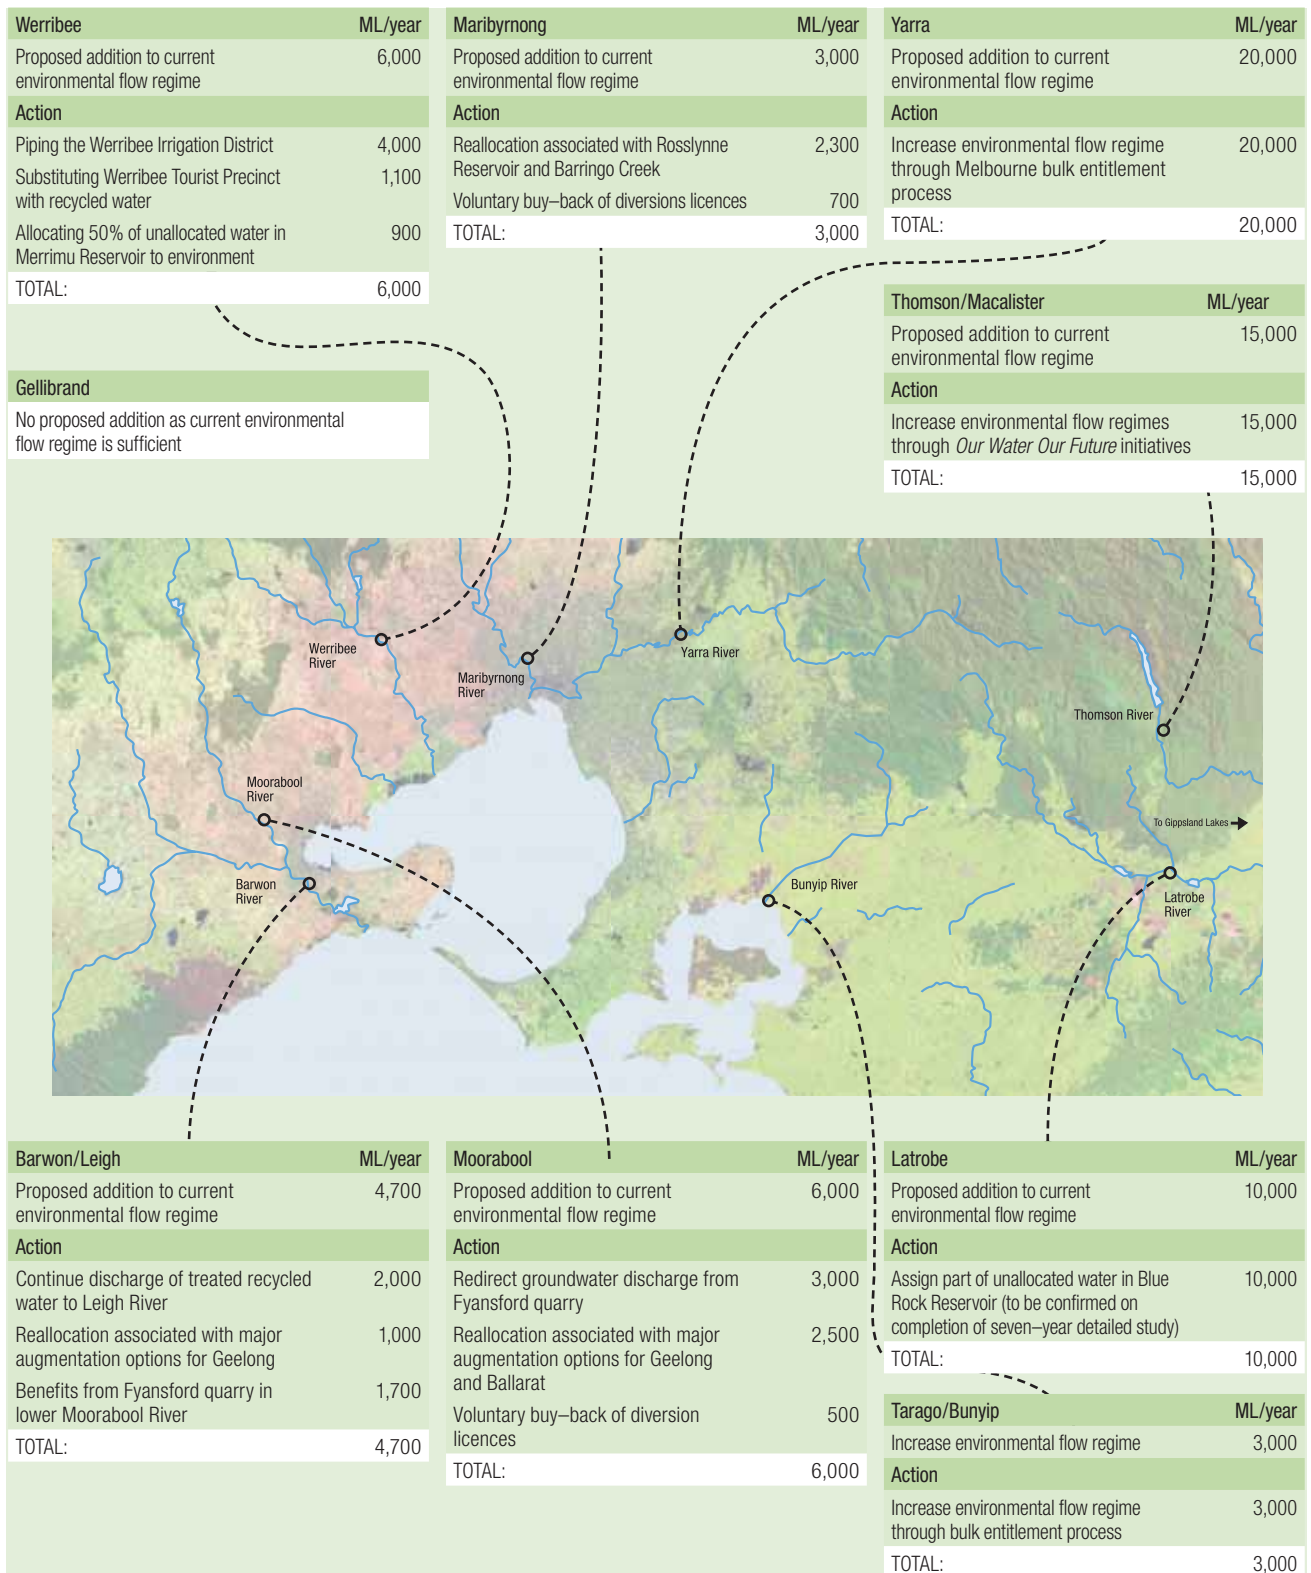 Werribee ML/year
Proposed addition to current 6,000
environmental flow regime
Action
Piping the Werribee Irrigation District 4,000
Substituting Werribee Tourist Precinct 1,100
with recycled water
Allocating 50% of unallocated water in 900
Merrimu Reservoir to environment
TOTAL: 6,000
Maribyrnong ML/year
Proposed addition to current 3,000
environmental flow regime
Action
Reallocation associated with Rosslynne 2,300
Reservoir and Barringo Creek
Voluntary buy–back of diversions licences 700
TOTAL: 3,000
Yarra ML/year
Proposed addition to current 20,000
environmental flow regime
Action
Increase environmental flow regime 20,000
through Melbourne bulk entitlement
process
TOTAL: 20,000
Thomson/Macalister ML/year
Proposed addition to current 15,000
environmental flow regime
Action
Increase environmental flow regimes 15,000
through Our Water Our Future initiatives
TOTAL: 15,000
Gellibrand
No proposed addition as current environmental
flow regime is sufficient
Werribee
River
Maribyrnong
River
Yarra River
Thomson River
Moorabool
River
To Gippsland Lakes
Barwon
River
Bunyip River
Latrobe
River
Barwon/Leigh ML/year
Proposed addition to current 4,700
environmental flow regime
Action
Continue discharge of treated recycled 2,000
water to Leigh River
Reallocation associated with major 1,000
augmentation options for Geelong
Benefits from Fyansford quarry in 1,700
lower Moorabool River
TOTAL: 4,700
Moorabool ML/year
Proposed addition to current 6,000
environmental flow regime
Action
Redirect groundwater discharge from 3,000
Fyansford quarry
Reallocation associated with major 2,500
augmentation options for Geelong
and Ballarat
Voluntary buy–back of diversion 500
licences
TOTAL: 6,000
Latrobe ML/year
Proposed addition to current 10,000
environmental flow regime
Action
Assign part of unallocated water in Blue 10,000
Rock Reservoir (to be confirmed on
completion of seven–year detailed study)
TOTAL: 10,000
Tarago/Bunyip ML/year
Increase environmental flow regime 3,000
Action
Increase environmental flow regime 3,000
through bulk entitlement process
TOTAL: 3,000